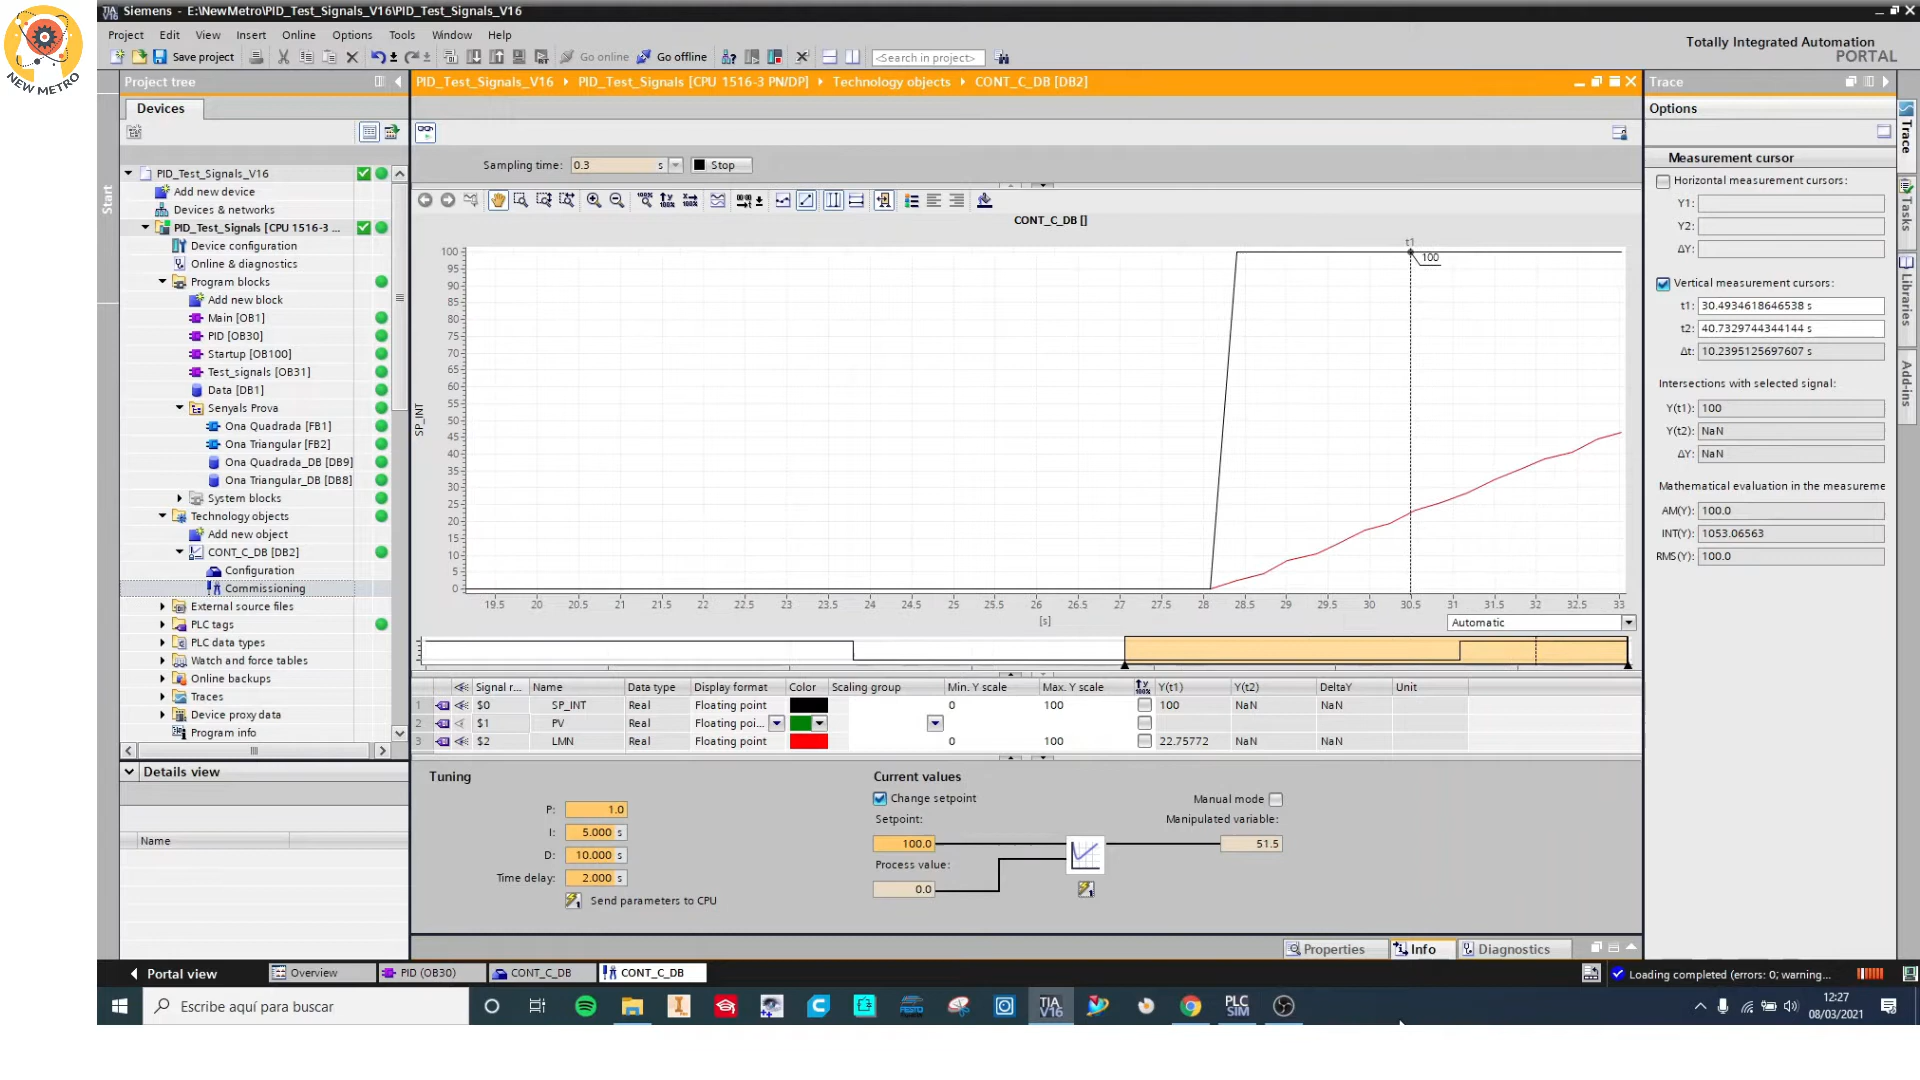 NEW METRO
Siemens - E:\NewMetro\PID_Test_Signals_V16\PID_Test_Signals_V16
Project Edit View Insert Online Options Tools Window Help
Totally Integrated Automation
PORTAL
Save project
Go online
Go offline
<Search in project>
Project tree
PID_Test_Signals_V16 PID_Test_Signals [CPU 1516-3 PN/DP] Technology objects CONT_C_DB [DB2]
Trace
Devices
Options
Start
Sampling time: 0.3 s Stop
Measurement cursor
Horizontal measurement cursors:
Y1:
Y2:
ΔY:
Vertical measurement cursors:
t1: 30.4934618646538 s
t2: 40.7329744344144 s
Δt: 10.2395125697607 s
Intersections with selected signal:
Y(t1): 100
Y(t2): NaN
ΔY: NaN
Mathematical evaluation in the measureme
AM(Y): 100.0
INT(Y): 1053.06563
RMS(Y): 100.0
Trace
Tasks
Libraries
Add-ins
PID_Test_Signals_V16
Add new device
Devices & networks
PID_Test_Signals [CPU 1516-3 ...
Device configuration
Online & diagnostics
Program blocks
Add new block
Main [OB1]
PID [OB30]
Startup [OB100]
Test_signals [OB31]
Data [DB1]
Senyals Prova
Ona Quadrada [FB1]
Ona Triangular [FB2]
Ona Quadrada_DB [DB9]
Ona Triangular_DB [DB8]
System blocks
Technology objects
Add new object
CONT_C_DB [DB2]
Configuration
Commissioning
External source files
PLC tags
PLC data types
Watch and force tables
Online backups
Traces
Device proxy data
Program info
Details view
Name
CONT_C_DB []
t1
100
100
95
90
85
80
75
70
65
60
55
50
45
40
35
30
25
20
15
10
5
0
SP_INT
19.5 20 20.5 21 21.5 22 22.5 23 23.5 24 24.5 25 25.5 26 26.5 27 27.5 28 28.5 29 29.5 30 30.5 31 31.5 32 32.5 33
[s]
Automatic
Signal r... Name Data type Display format Color Scaling group Min. Y scale Max. Y scale Y(t1) Y(t2) DeltaY Unit
1 $0 SP_INT Real Floating point 0 100 100 NaN NaN
2 $1 PV Real Floating poi...
3 $2 LMN Real Floating point 0 100 22.75772 NaN NaN
Tuning
P: 1.0
I: 5.000 s
D: 10.000 s
Time delay: 2.000 s
Send parameters to CPU
Current values
Change setpoint
Manual mode
Setpoint:
Manipulated variable:
100.0
51.5
Process value:
0.0
Properties Info Diagnostics
Portal view Overview PID (OB30) CONT_C_DB CONT_C_DB
Loading completed (errors: 0; warning...
Escribe aquí para buscar
TIA
V16
PLC
SIM
12:27
08/03/2021